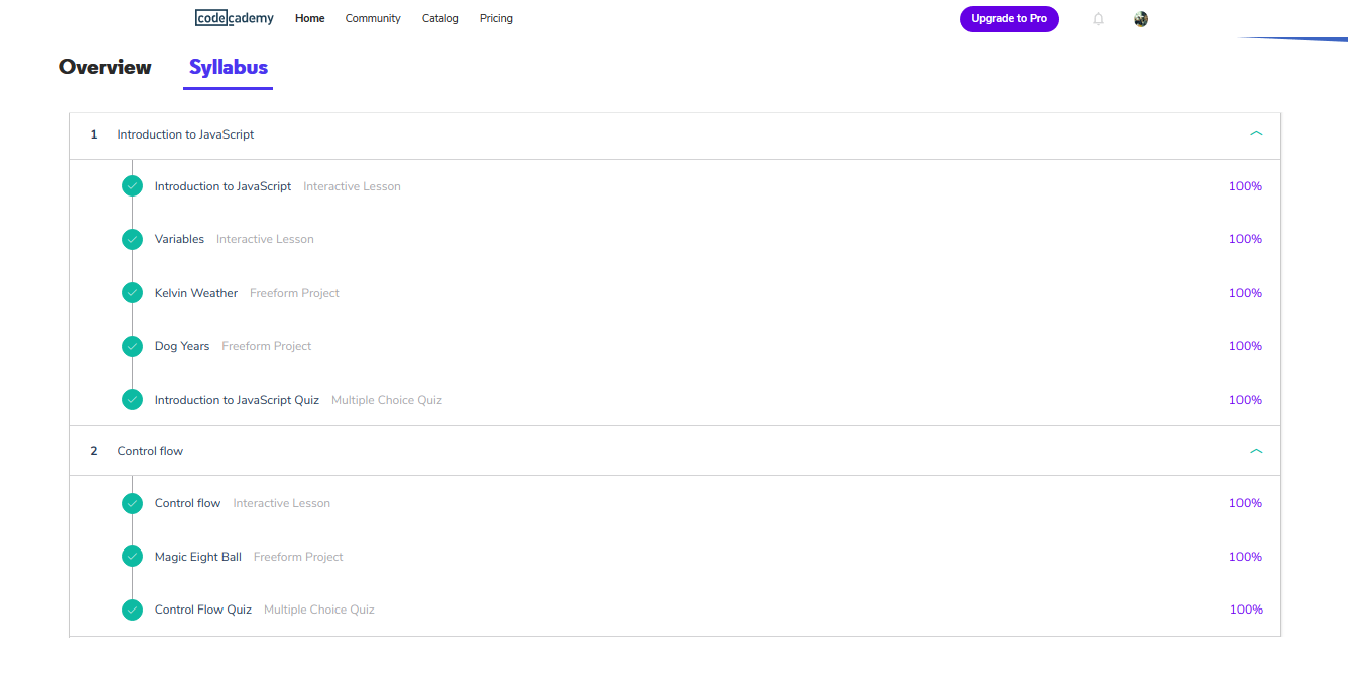 codecademy Home Community Catalog Pricing Upgrade to Pro
Overview Syllabus
1 Introduction to JavaScript
Introduction to JavaScript Interactive Lesson 100%
Variables Interactive Lesson 100%
Kelvin Weather Freeform Project 100%
Dog Years Freeform Project 100%
Introduction to JavaScript Quiz Multiple Choice Quiz 100%
2 Control flow
Control flow Interactive Lesson 100%
Magic Eight Ball Freeform Project 100%
Control Flow Quiz Multiple Choice Quiz 100%